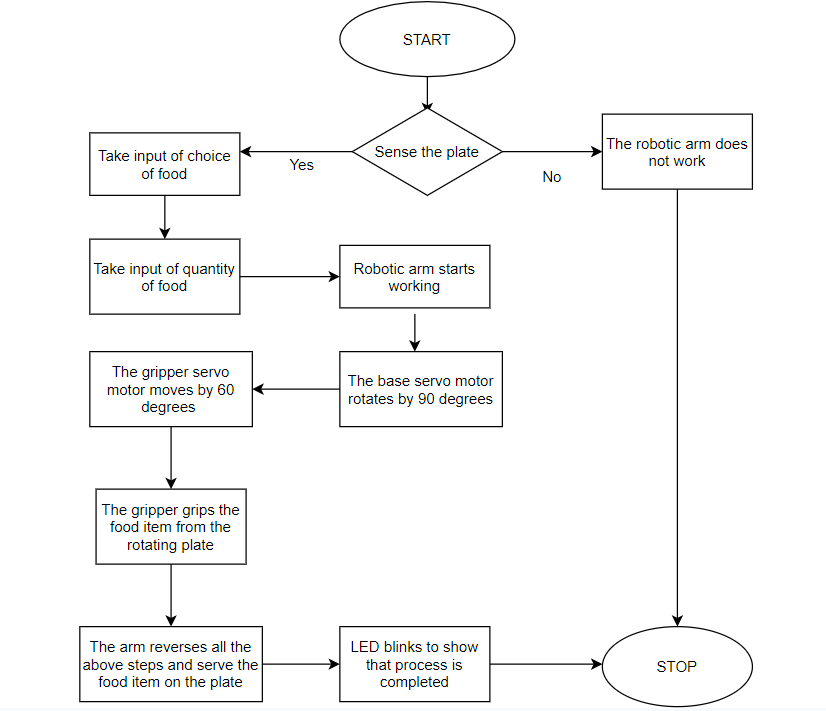 START
Sense the plate
Yes
No
The robotic arm does
not work
Take input of choice
of food
Take input of quantity
of food
Robotic arm starts
working
The base servo motor
rotates by 90 degrees
The gripper servo
motor moves by 60
degrees
The gripper grips the
food item from the
rotating plate
The arm reverses all the
above steps and serve the
food item on the plate
LED blinks to show
that process is
completed
STOP